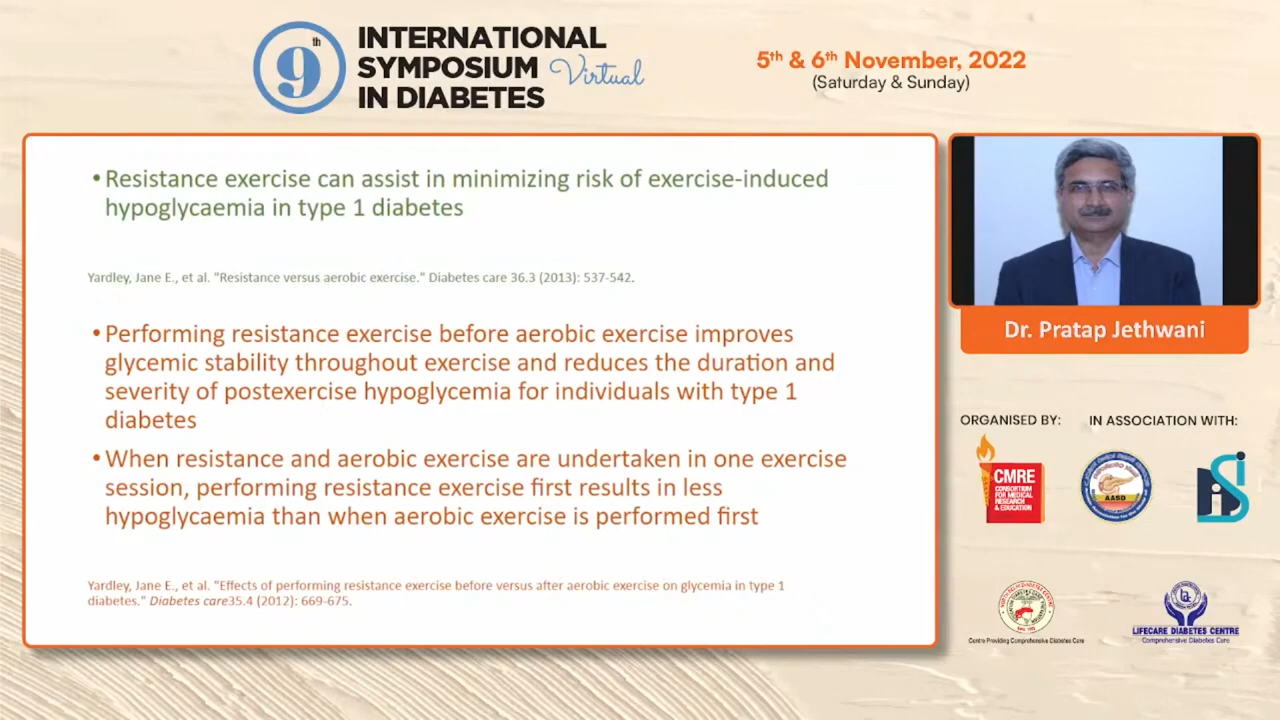 9th
INTERNATIONAL
SYMPOSIUM Virtual
IN DIABETES
5th & 6th November, 2022
(Saturday & Sunday)
•Resistance exercise can assist in minimizing risk of exercise-induced
hypoglycaemia in type 1 diabetes
Yardley, Jane E., et al. "Resistance versus aerobic exercise." Diabetes care 36.3 (2013): 537-542.
•Performing resistance exercise before aerobic exercise improves
glycemic stability throughout exercise and reduces the duration and
severity of postexercise hypoglycemia for individuals with type 1
diabetes
•When resistance and aerobic exercise are undertaken in one exercise
session, performing resistance exercise first results in less
hypoglycaemia than when aerobic exercise is performed first
Yardley, Jane E., et al. "Effects of performing resistance exercise before versus after aerobic exercise on glycemia in type 1
diabetes." Diabetes care35.4 (2012): 669-675.
Dr. Pratap Jethwani
ORGANISED BY:
IN ASSOCIATION WITH:
CMRE
CONSORTIUM
FOR MEDICAL
RESEARCH
& EDUCATION
AASD
Centre Providing Comprehensive Diabetes Care
LIFECARE DIABETES CENTRE
Comprehensive Diabetes Care